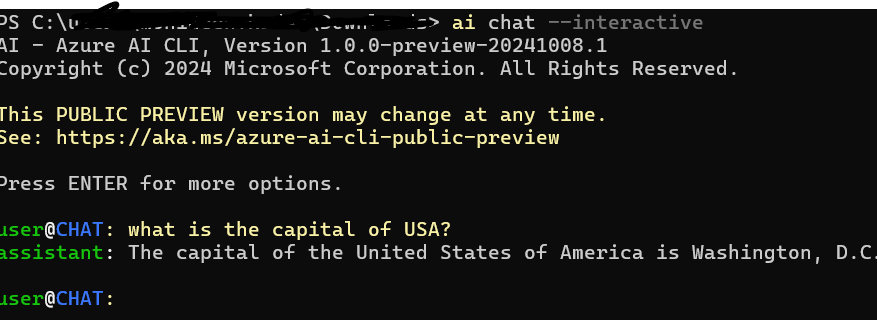 PS C:\u \Downloads> ai chat --interactive
AI - Azure AI CLI, Version 1.0.0-preview-20241008.1
Copyright (c) 2024 Microsoft Corporation. All Rights Reserved.
This PUBLIC PREVIEW version may change at any time.
See: https://aka.ms/azure-ai-cli-public-preview
Press ENTER for more options.
user@CHAT: what is the capital of USA?
assistant: The capital of the United States of America is Washington, D.C.
user@CHAT: